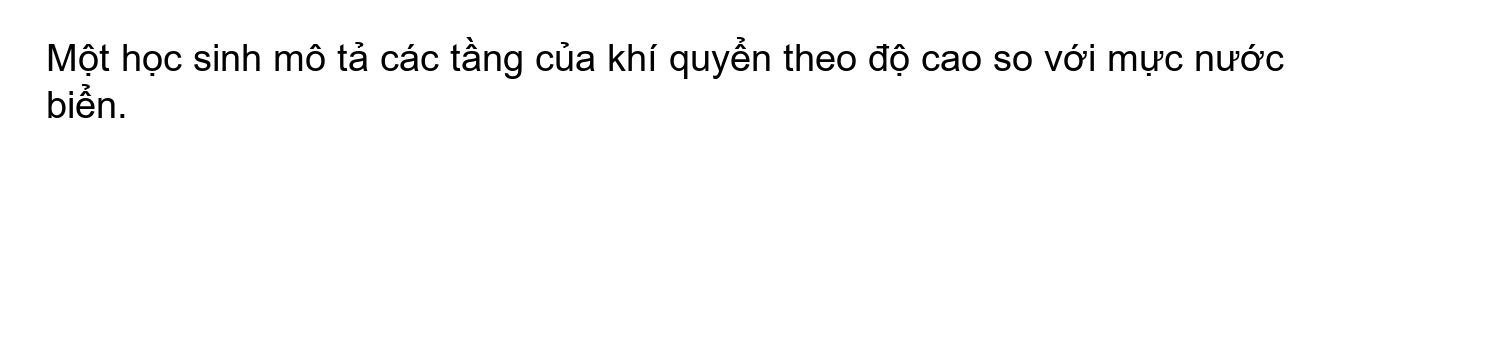 Một học sinh mô tả các tầng của khí quyển theo độ cao so với mực nước
biển.